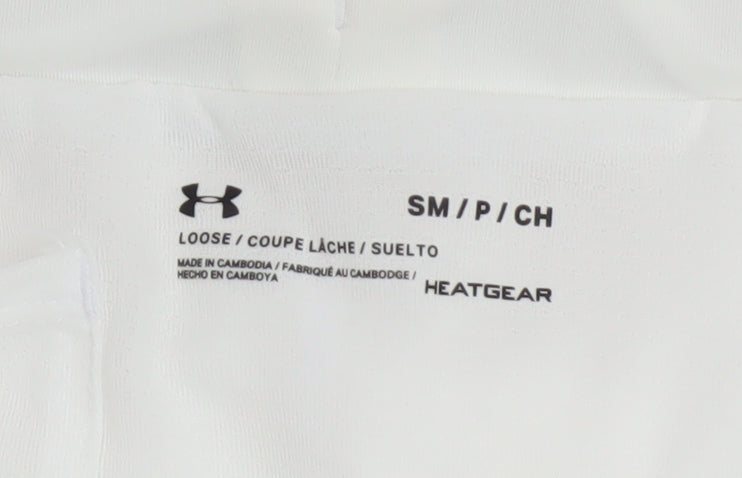 SM / P / CH
LOOSE / COUPE LÂCHE / SUELTO
MADE IN CAMBODIA / FABRIQUÉ AU CAMBODGE /
HECHO EN CAMBOYA
HEATGEAR